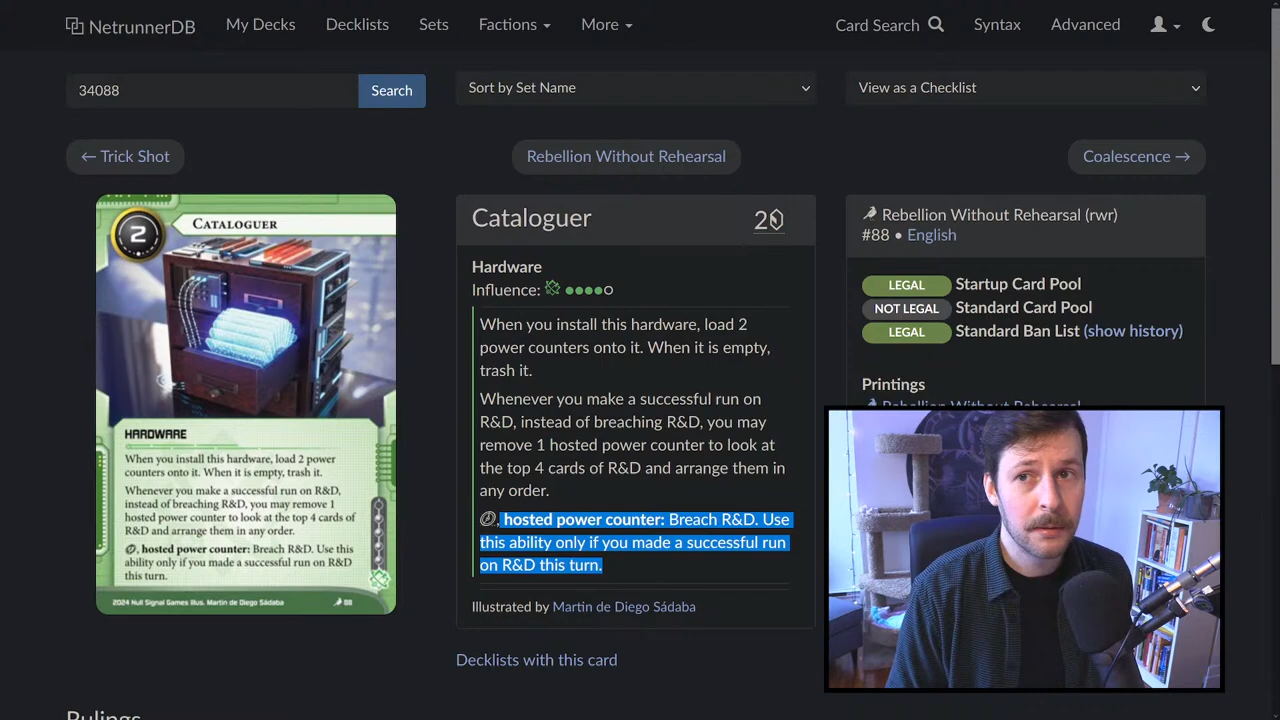 NetrunnerDB My Decks Decklists Sets Factions More Card Search Syntax Advanced
34088 Search Sort by Set Name View as a Checklist
← Trick Shot Rebellion Without Rehearsal Coalescence →
2 CATALOGUER
HARDWARE
When you install this hardware, load 2 power
counters onto it. When it is empty, trash it.
Whenever you make a successful run on R&D,
instead of breaching R&D, you may remove 1
hosted power counter to look at the top 4 cards of
R&D and arrange them in any order.
, hosted power counter: Breach R&D. Use this
ability only if you made a successful run on R&D
this turn.
2024 Null Signal Games Illus. Martin de Diego Sádaba 88
Cataloguer 2
Hardware
Influence: ●●●●○
When you install this hardware, load 2
power counters onto it. When it is empty,
trash it.
Whenever you make a successful run on
R&D, instead of breaching R&D, you may
remove 1 hosted power counter to look at
the top 4 cards of R&D and arrange them in
any order.
, hosted power counter: Breach R&D. Use
this ability only if you made a successful run
on R&D this turn.
Illustrated by Martin de Diego Sádaba
Decklists with this card
Rebellion Without Rehearsal (rwr)
#88 • English
LEGAL Startup Card Pool
NOT LEGAL Standard Card Pool
LEGAL Standard Ban List (show history)
Printings
Rebellion Without Rehearsal
Rulings